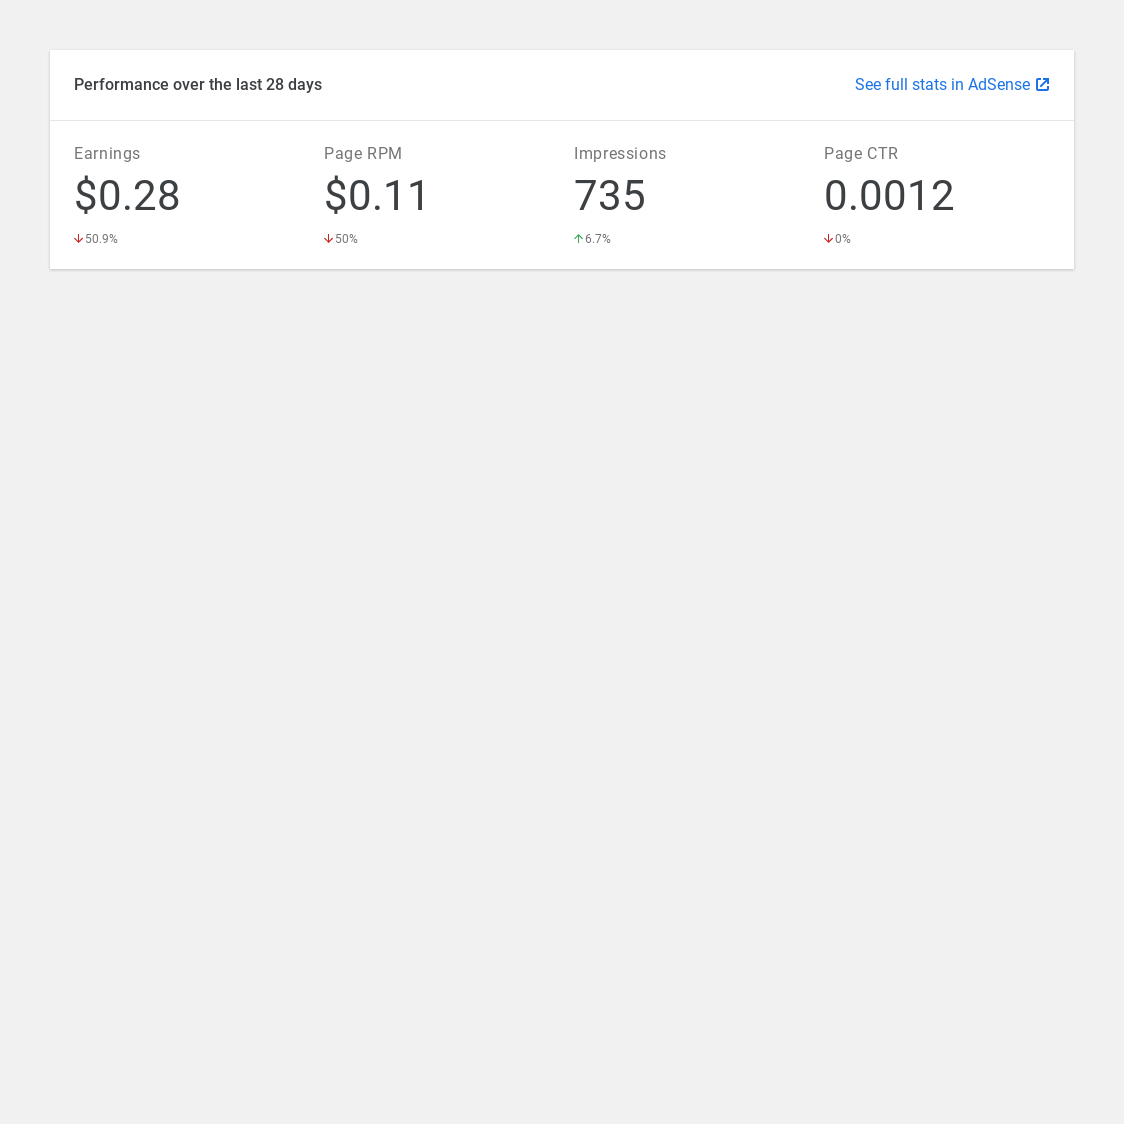 Performance over the last 28 days
See full stats in AdSense
Earnings
$0.28
50.9%
Page RPM
$0.11
50%
Impressions
735
6.7%
Page CTR
0.0012
0%